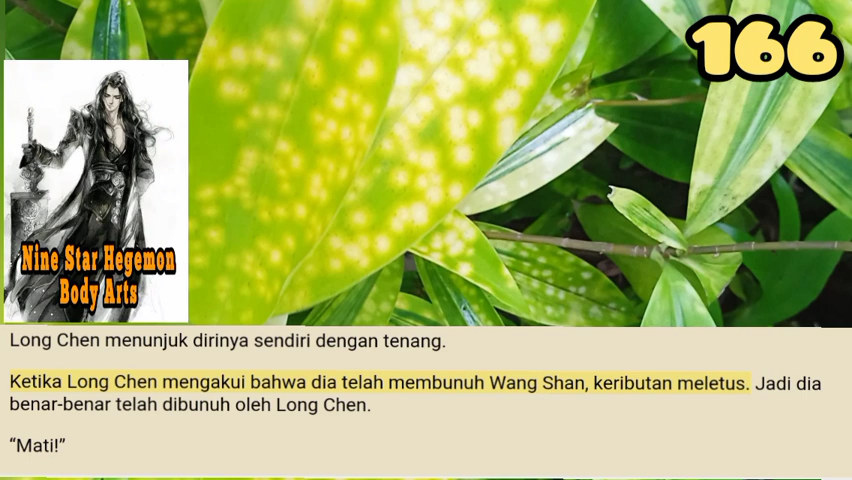 166
Nine Star Hegemon
Body Arts
Long Chen menunjuk dirinya sendiri dengan tenang.
Ketika Long Chen mengakui bahwa dia telah membunuh Wang Shan, keributan meletus. Jadi dia
benar-benar telah dibunuh oleh Long Chen.
“Mati!”